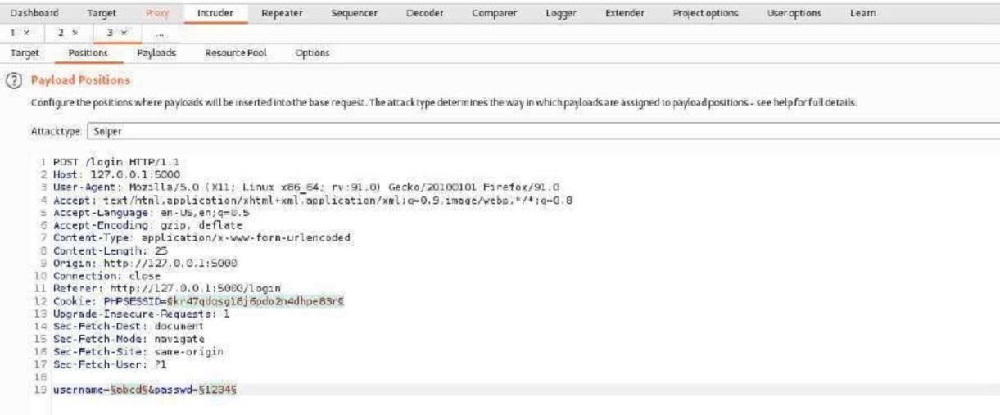 Dashboard Target Proxy Intruder Repeater Sequencer Decoder Comparer Logger Extender Project options User options Learn
1 × 2 × 3 × ...
Target Positions Payloads Resource Pool Options
? Payload Positions
Configure the positions where payloads will be inserted into the base request. The attack type determines the way in which payloads are assigned to payload positions - see help for full details.
Attack type: Sniper
1 POST /login HTTP/1.1
2 Host: 127.0.0.1:5000
3 User-Agent: Mozilla/5.0 (X11; Linux x86_64; rv:91.0) Gecko/20100101 Firefox/91.0
4 Accept: text/html,application/xhtml+xml,application/xml;q=0.9,image/webp,*/*;q=0.8
5 Accept-Language: en-US,en;q=0.5
6 Accept-Encoding: gzip, deflate
7 Content-Type: application/x-www-form-urlencoded
8 Content-Length: 25
9 Origin: http://127.0.0.1:5000
10 Connection: close
11 Referer: http://127.0.0.1:5000/login
12 Cookie: PHPSESSID=
13 Upgrade-Insecure-Requests: 1
14 Sec-Fetch-Dest: document
15 Sec-Fetch-Mode: navigate
16 Sec-Fetch-Site: same-origin
17 Sec-Fetch-User: ?1
18
19 username=§abcd§&passwd=§1234§